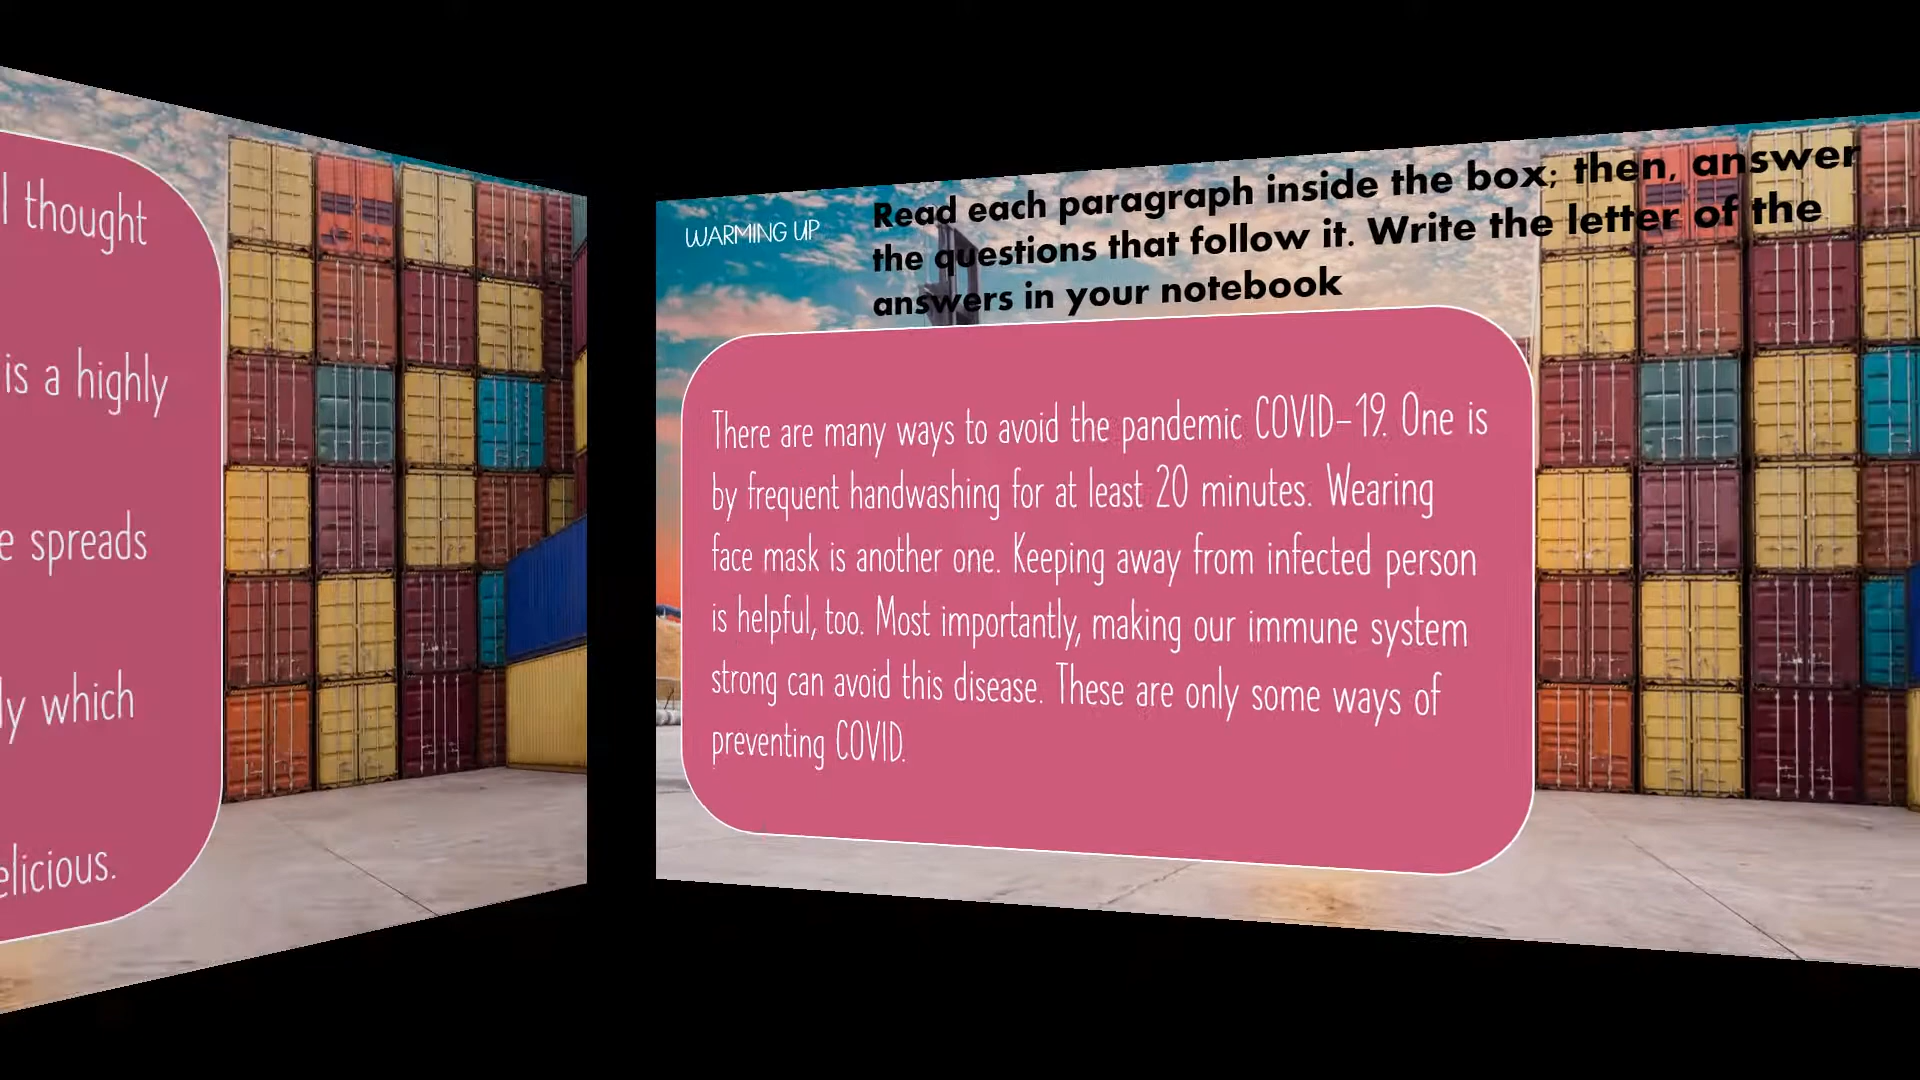 l thought
is a highly
e spreads
ly which
elicious.
WARMING UP
Read each paragraph inside the box; then, answer
the questions that follow it. Write the letter of the
answers in your notebook
There are many ways to avoid the pandemic COVID-19. One is
by frequent handwashing for at least 20 minutes. Wearing
face mask is another one. Keeping away from infected person
is helpful, too. Most importantly, making our immune system
strong can avoid this disease. These are only some ways of
preventing COVID.